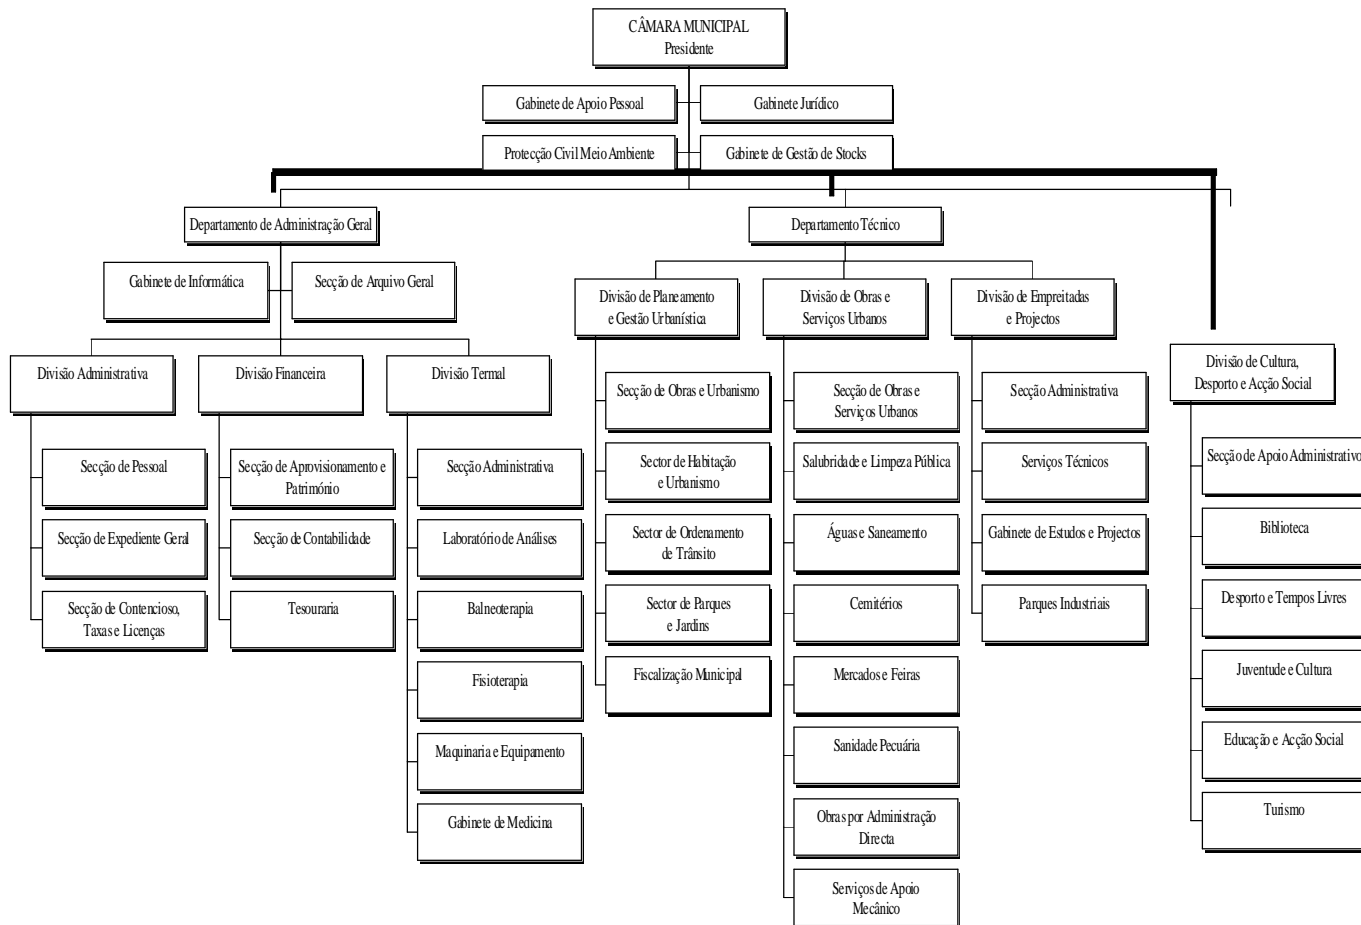 CÂMARA MUNICIPAL
Presidente
Gabinete de Apoio Pessoal
Gabinete Jurídico
Protecção Civil Meio Ambiente
Gabinete de Gestão de Stocks
Departamento de Administração Geral
Departamento Técnico
Gabinete de Informática
Secção de Arquivo Geral
Divisão de Planeamento
e Gestão Urbanística
Divisão de Obras e
Serviços Urbanos
Divisão de Empreitadas
e Projectos
Divisão de Cultura,
Desporto e Acção Social
Divisão Administrativa
Divisão Financeira
Divisão Termal
Secção de Pessoal
Secção de Expediente Geral
Secção de Contencioso,
Taxas e Licenças
Secção de Aprovisionamento e
Património
Secção de Contabilidade
Tesouraria
Secção Administrativa
Laboratório de Análises
Balneoterapia
Fisioterapia
Maquinaria e Equipamento
Gabinete de Medicina
Secção de Obras e Urbanismo
Sector de Habitação
e Urbanismo
Sector de Ordenamento
de Trânsito
Sector de Parques
e Jardins
Fiscalização Municipal
Secção de Obras e
Serviços Urbanos
Salubridade e Limpeza Pública
Águas e Saneamento
Cemitérios
Mercados e Feiras
Sanidade Pecuária
Obras por Administração
Directa
Serviços de Apoio
Mecânico
Secção Administrativa
Serviços Técnicos
Gabinete de Estudos e Projectos
Parques Industriais
Secção de Apoio Administrativo
Biblioteca
Desporto e Tempos Livres
Juventude e Cultura
Educação e Acção Social
Turismo